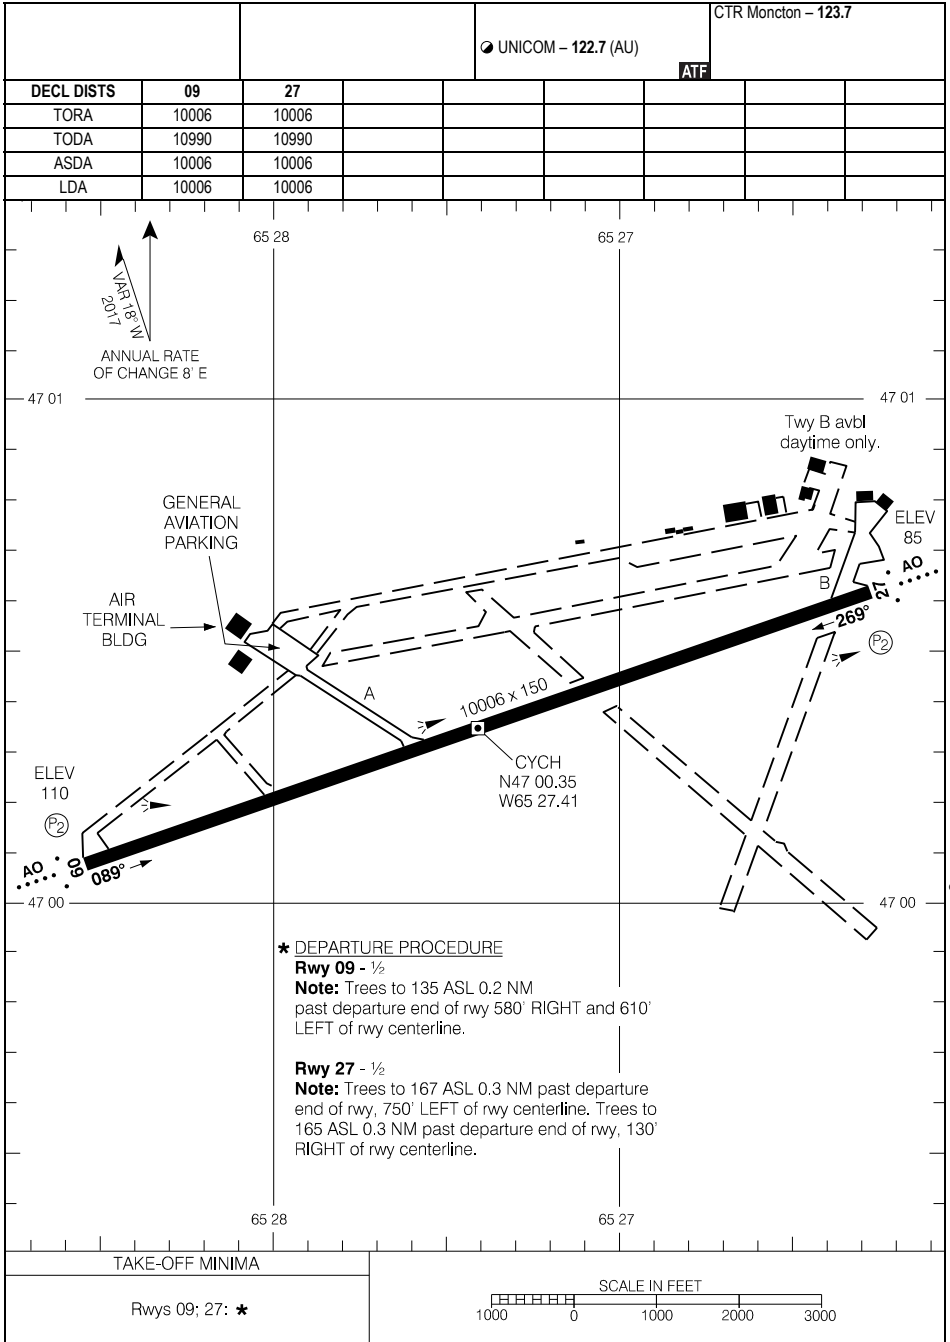 CTR Moncton – 123.7
UNICOM – 122.7 (AU)
ATF
DECL DISTS 09 27
TORA 10006 10006
TODA 10990 10990
ASDA 10006 10006
LDA 10006 10006
65 28 65 27
VAR 18° W
2017
ANNUAL RATE
OF CHANGE 8' E
47 01 47 01
Twy B avbl
daytime only.
GENERAL
AVIATION
PARKING
ELEV
85
AO
27
B
269°
P2
AIR
TERMINAL
BLDG
A
10006 x 150
CYCH
N47 00.35
W65 27.41
ELEV
110
P2
AO
09
089°
47 00 47 00
* DEPARTURE PROCEDURE
Rwy 09 - ½
Note: Trees to 135 ASL 0.2 NM
past departure end of rwy 580' RIGHT and 610'
LEFT of rwy centerline.
Rwy 27 - ½
Note: Trees to 167 ASL 0.3 NM past departure
end of rwy, 750' LEFT of rwy centerline. Trees to
165 ASL 0.3 NM past departure end of rwy, 130'
RIGHT of rwy centerline.
65 28 65 27
TAKE-OFF MINIMA
Rwys 09; 27: *
SCALE IN FEET
1000 0 1000 2000 3000